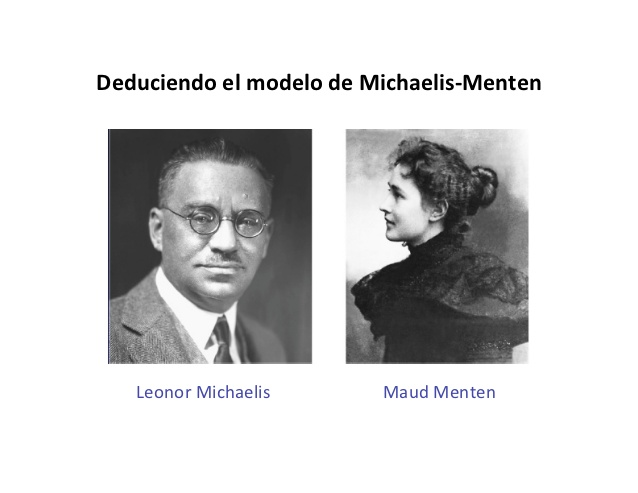 Deduciendo el modelo de Michaelis-Menten
Leonor Michaelis
Maud Menten